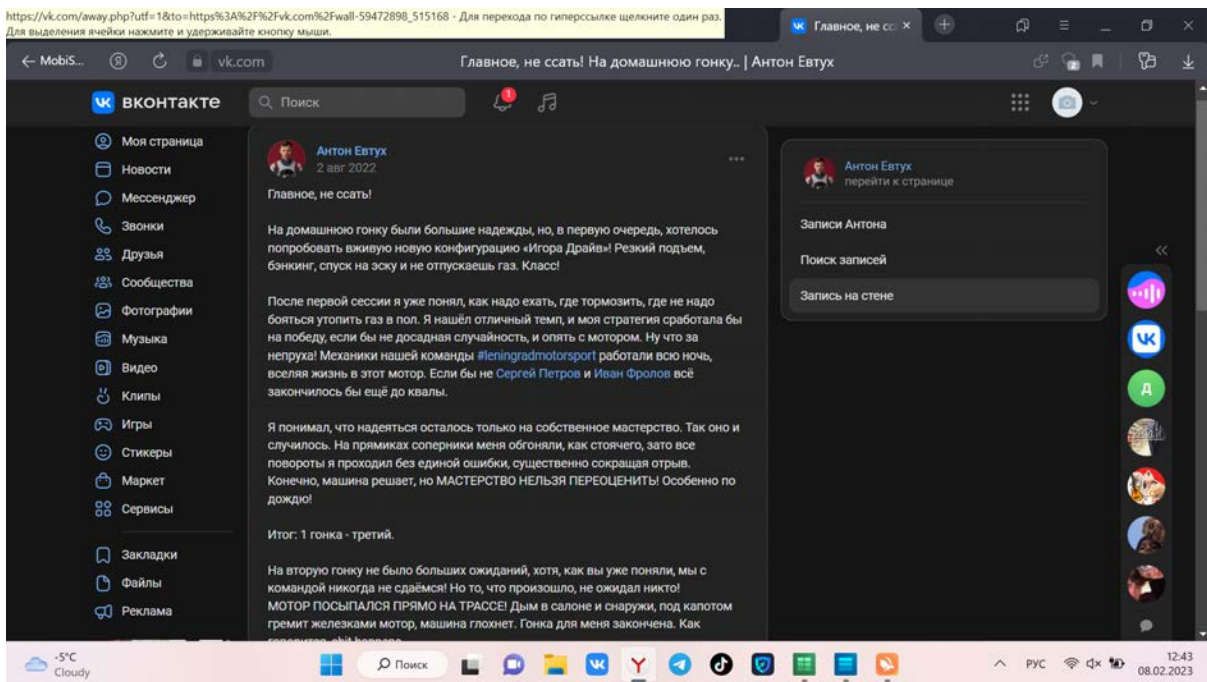 https://vk.com/away.php?utf=1&to=https%3A%2F%2Fvk.com%2Fwall-59472898_515168 - Для перехода по гиперссылке щелкните один раз.
Для выделения ячейки нажмите и удерживайте кнопку мыши.
Главное, не сс
MobiS...
vk.com
Главное, не ссать! На домашнюю гонку.. | Антон Евтух
2
вконтакте
Поиск
1
Моя страница
Новости
Мессенджер
Звонки
Друзья
Сообщества
Фотографии
Музыка
Видео
Клипы
Игры
Стикеры
Маркет
Сервисы
Закладки
Файлы
Реклама
Антон Евтух
2 авг 2022
Главное, не ссать!
На домашнюю гонку были большие надежды, но, в первую очередь, хотелось
попробовать вживую новую конфигурацию «Игора Драйв»! Резкий подъем,
бэнкинг, спуск на эску и не отпускаешь газ. Класс!
После первой сессии я уже понял, как надо ехать, где тормозить, где не надо
бояться утопить газ в пол. Я нашёл отличный темп, и моя стратегия сработала бы
на победу, если бы не досадная случайность, и опять с мотором. Ну что за
непруха! Механики нашей команды #leningradmotorsport работали всю ночь,
вселяя жизнь в этот мотор. Если бы не Сергей Петров и Иван Фролов всё
закончилось бы ещё до квалы.
Я понимал, что надеяться осталось только на собственное мастерство. Так оно и
случилось. На прямиках соперники меня обгоняли, как стоячего, зато все
повороты я проходил без единой ошибки, существенно сокращая отрыв.
Конечно, машина решает, но МАСТЕРСТВО НЕЛЬЗЯ ПЕРЕОЦЕНИТЬ! Особенно по
дождю!
Итог: 1 гонка - третий.
На вторую гонку не было больших ожиданий, хотя, как вы уже поняли, мы с
командой никогда не сдаёмся! Но то, что произошло, не ожидал никто!
МОТОР ПОСЫПАЛСЯ ПРЯМО НА ТРАССЕ! Дым в салоне и снаружи, под капотом
гремит железками мотор, машина глохнет. Гонка для меня закончена. Как
Антон Евтух
перейти к странице
Записи Антона
Поиск записей
Запись на стене
Д
-5°C
Cloudy
Поиск
РУС
12:43
08.02.2023